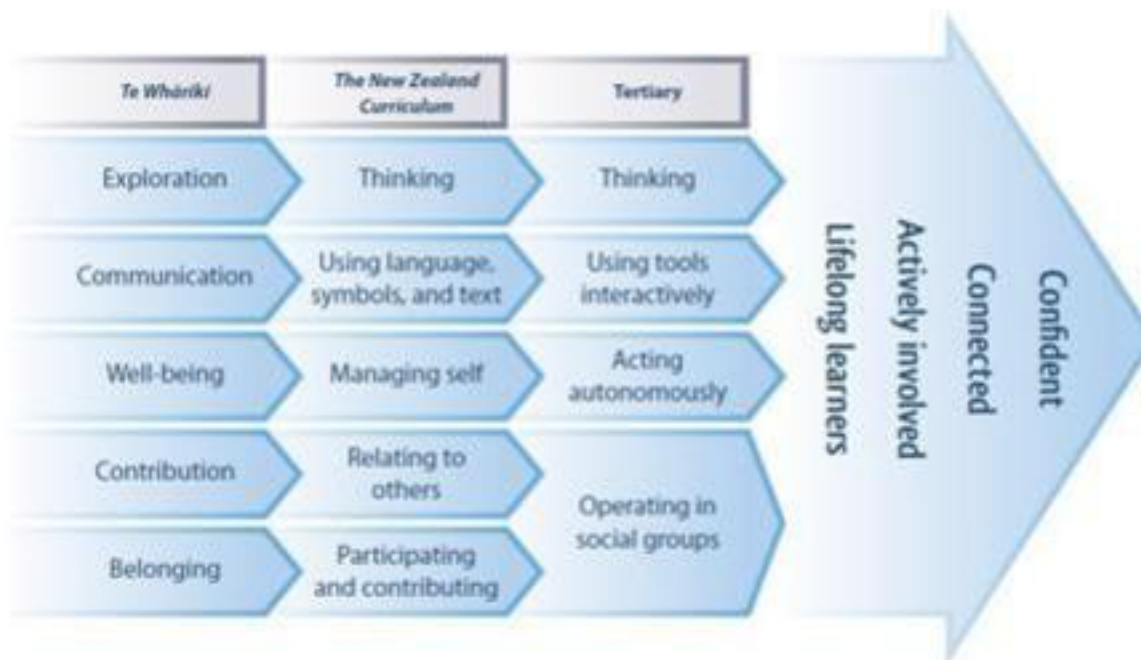 Te Whāriki
The New Zealand
Curriculum
Tertiary
Exploration
Thinking
Thinking
Communication
Using language,
symbols, and text
Using tools
interactively
Well-being
Managing self
Acting
autonomously
Contribution
Relating to
others
Operating in
social groups
Belonging
Participating
and contributing
Confident
Connected
Actively involved
Lifelong learners